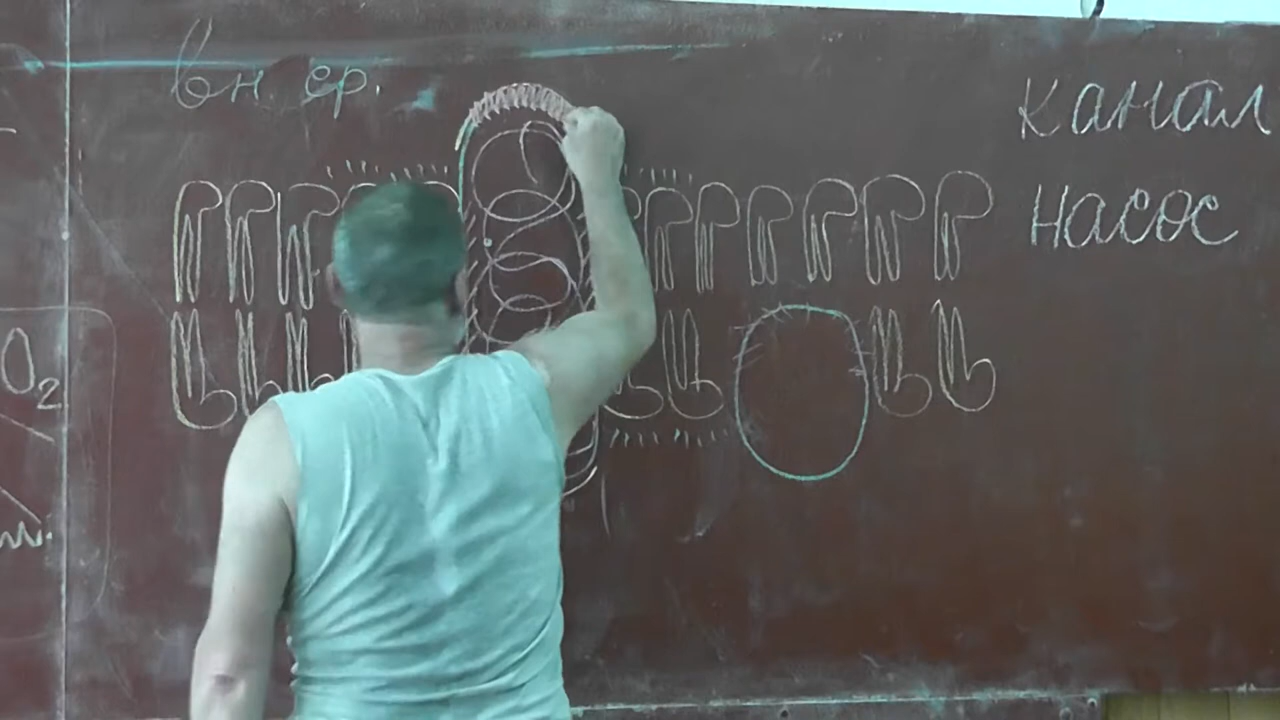 вн. ср.
канал
насос
O₂